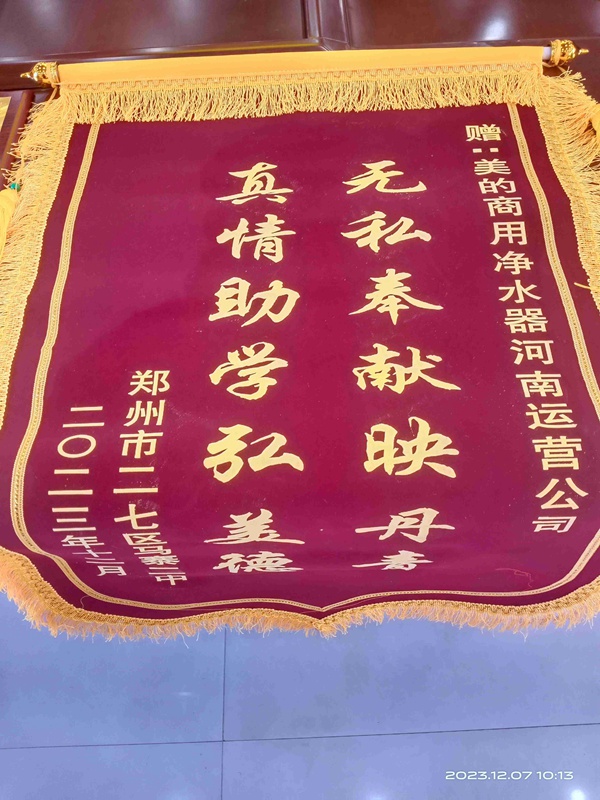 赠:美的商用净水器河南运营公司
无私奉献映丹青
真情助学弘美德
郑州市二七区马寨二中
二〇二三年十二月
2023.12.07 10:13